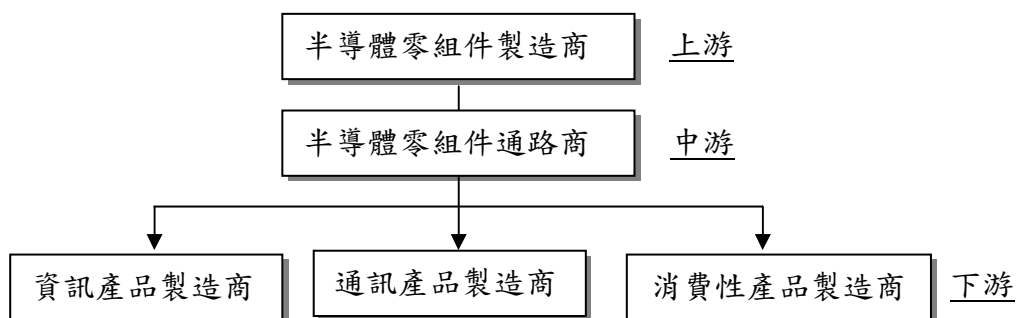 半導體零組件製造商 上游
半導體零組件通路商 中游
資訊產品製造商 通訊產品製造商 消費性產品製造商 下游